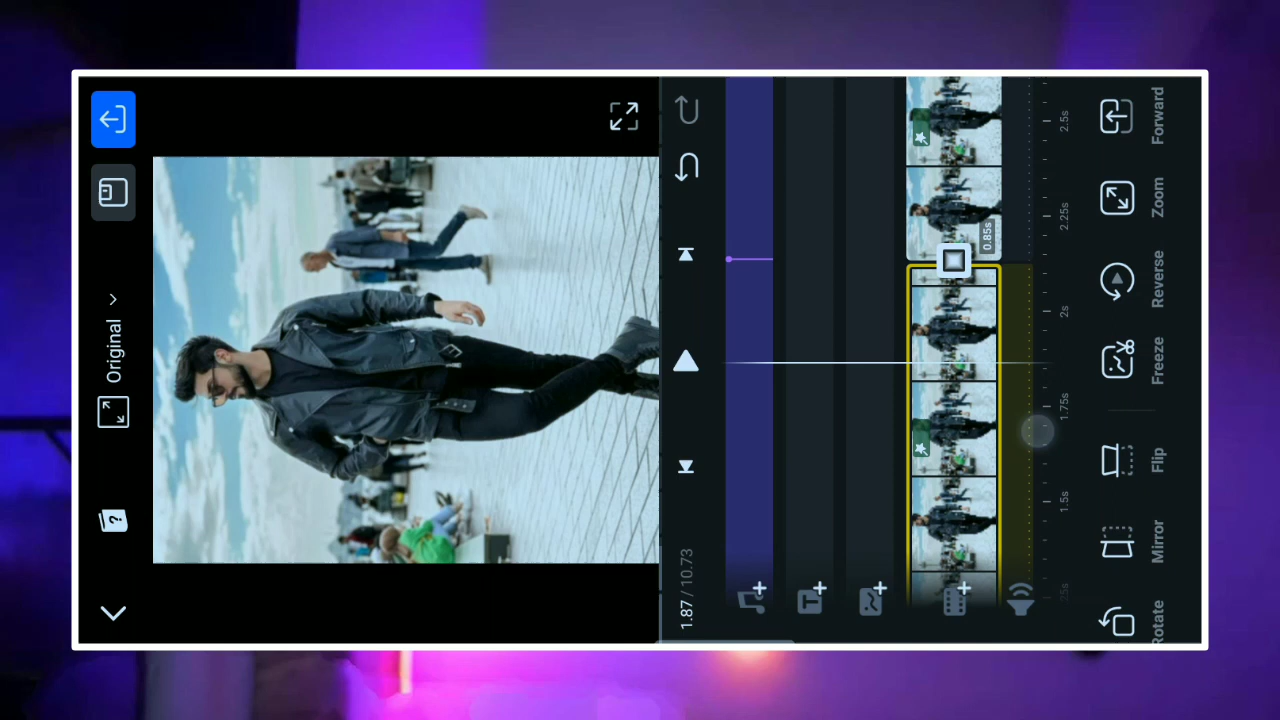 Original
?
1.87 / 10.73
0.85s
1.5s
1.75s
2s
2.25s
2.5s
Rotate
Mirror
Flip
Freeze
Reverse
Zoom
Forward